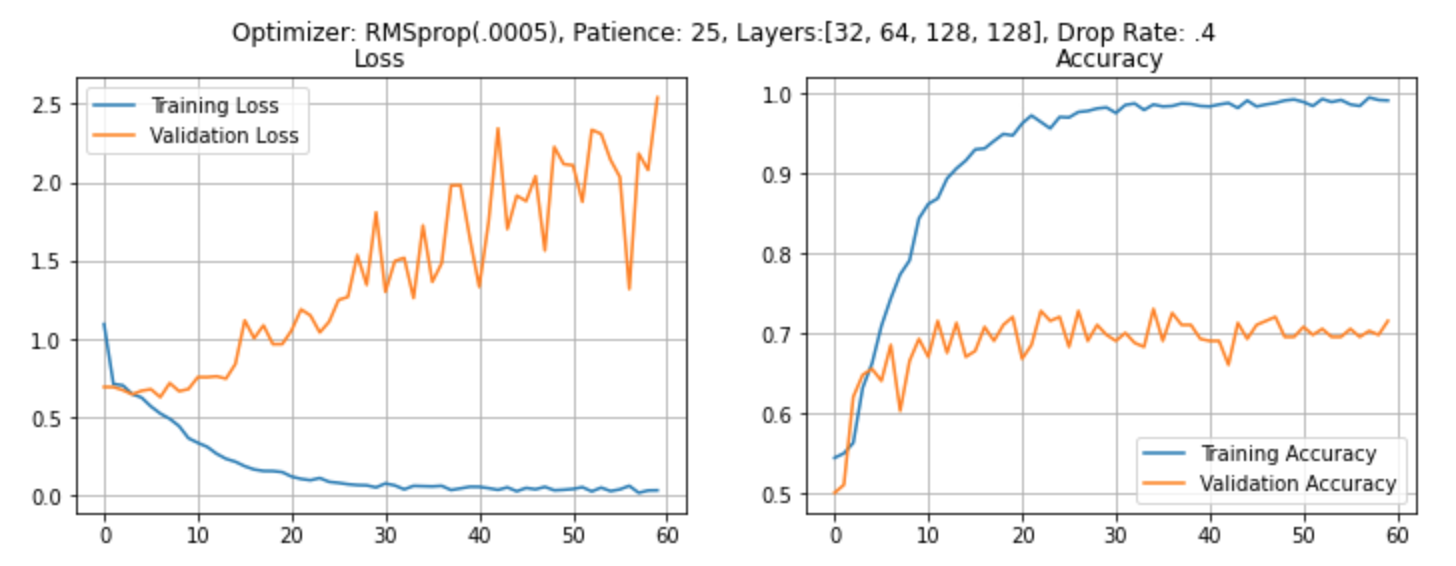 Optimizer: RMSprop(.0005), Patience: 25, Layers:[32, 64, 128, 128], Drop Rate: .4
Loss
Training Loss
Validation Loss
2.5
2.0
1.5
1.0
0.5
0.0
0 10 20 30 40 50 60
Accuracy
1.0
0.9
0.8
0.7
0.6
0.5
Training Accuracy
Validation Accuracy
0 10 20 30 40 50 60